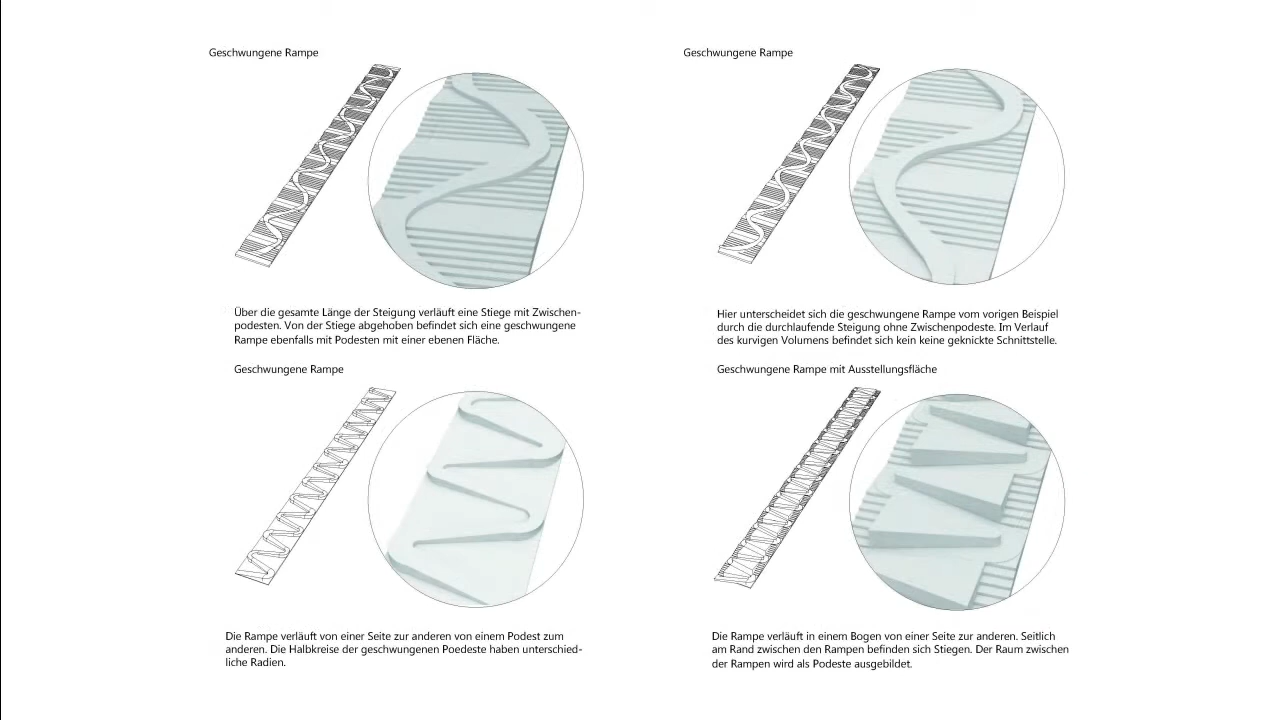 Geschwungene Rampe
Geschwungene Rampe
Über die gesamte Länge der Steigung verläuft eine Stiege mit Zwischen-
podesten. Von der Stiege abgehoben befindet sich eine geschwungene
Rampe ebenfalls mit Podesten mit einer ebenen Fläche.
Hier unterscheidet sich die geschwungene Rampe vom vorigen Beispiel
durch die durchlaufende Steigung ohne Zwischenpodeste. Im Verlauf
des kurvigen Volumens befindet sich kein keine geknickte Schnittstelle.
Geschwungene Rampe
Geschwungene Rampe mit Ausstellungsfläche
Die Rampe verläuft von einer Seite zur anderen von einem Podest zum
anderen. Die Halbkreise der geschwungenen Poedeste haben unterschied-
liche Radien.
Die Rampe verläuft in einem Bogen von einer Seite zur anderen. Seitlich
am Rand zwischen den Rampen befinden sich Stiegen. Der Raum zwischen
der Rampen wird als Podeste ausgebildet.